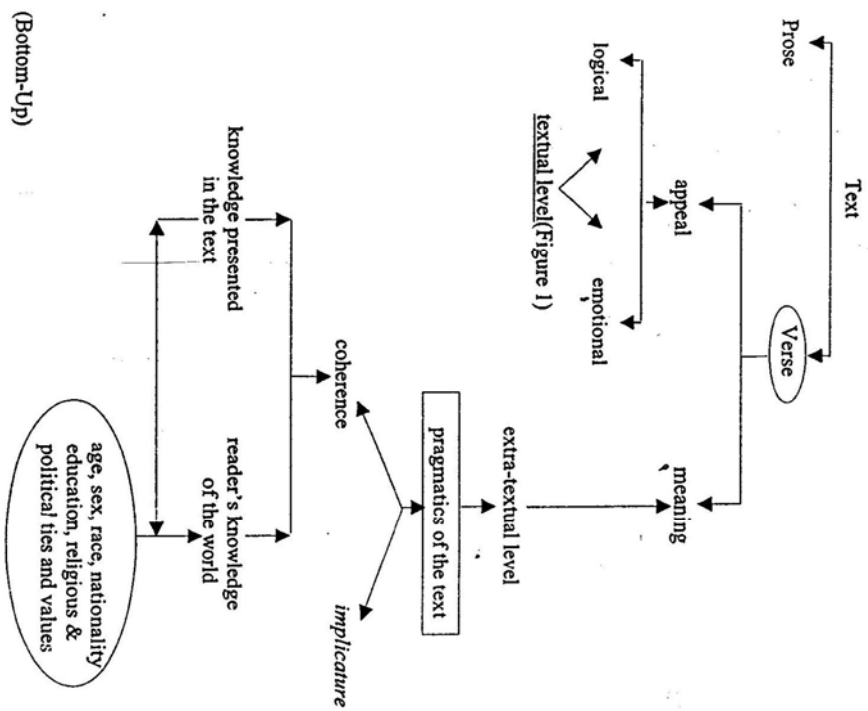 Text
Prose
Verse
appeal
meaning
logical
emotional
textual level(Figure 1)
extra-textual level
pragmatics of the text
coherence
implicature
knowledge presented
in the text
reader's knowledge
of the world
age, sex, race, nationality
education, religious &
political ties and values
(Bottom-Up)